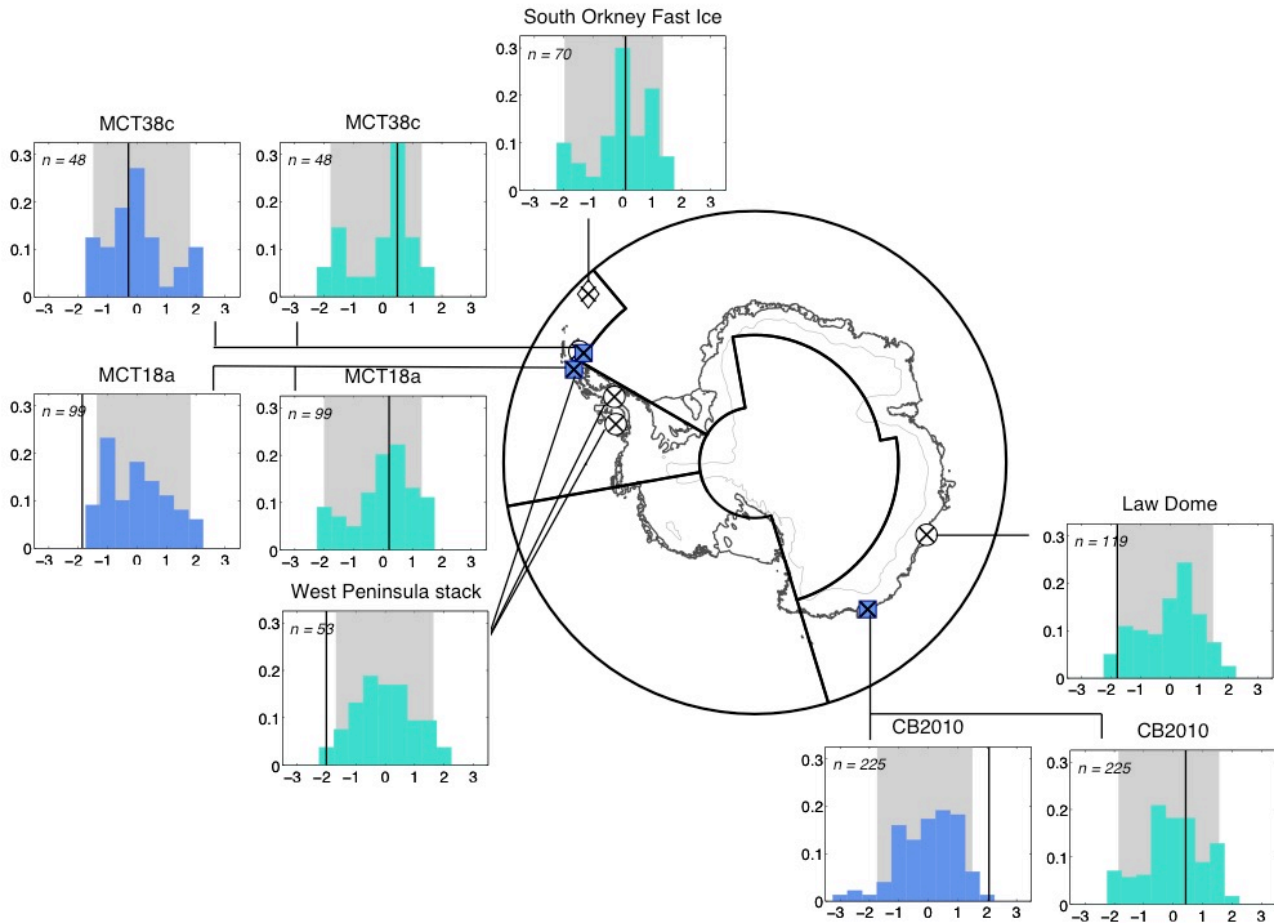 South Orkney Fast Ice
n = 70
0.3
0.2
0.1
0
−3 −2 −1 0 1 2 3
MCT38c
n = 48
0.3
0.2
0.1
0
−3 −2 −1 0 1 2 3
MCT38c
n = 48
0.3
0.2
0.1
0
−3 −2 −1 0 1 2 3
MCT18a
n = 99
0.3
0.2
0.1
0
−3 −2 −1 0 1 2 3
MCT18a
n = 99
0.3
0.2
0.1
0
−3 −2 −1 0 1 2 3
West Peninsula stack
n = 53
0.3
0.2
0.1
0
−3 −2 −1 0 1 2 3
Law Dome
n = 119
0.3
0.2
0.1
0
−3 −2 −1 0 1 2 3
CB2010
n = 225
0.3
0.2
0.1
0
−3 −2 −1 0 1 2 3
CB2010
n = 225
0.3
0.2
0.1
0
−3 −2 −1 0 1 2 3